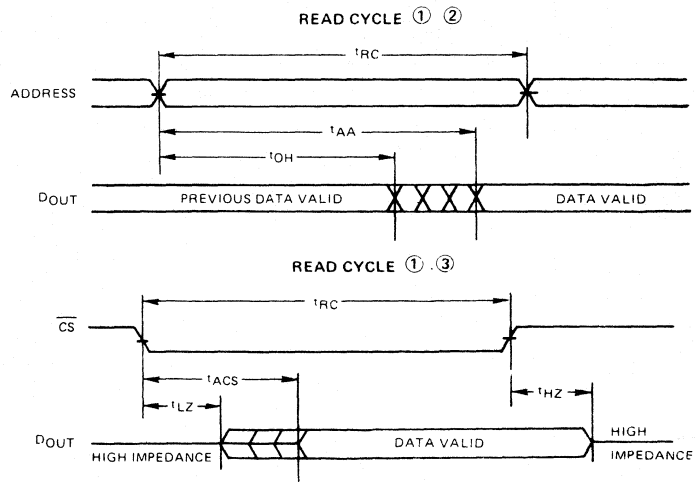 READ CYCLE ① ②
tRC
ADDRESS
tAA
tOH
DOUT
PREVIOUS DATA VALID
DATA VALID
READ CYCLE ① . ③
tRC
CS
tACS
tLZ
tHZ
DOUT
HIGH IMPEDANCE
DATA VALID
HIGH
IMPEDANCE